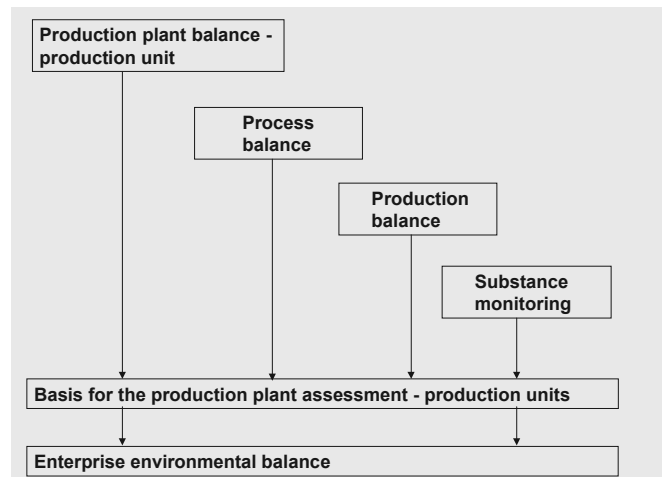 Production plant balance -
production unit
Process
balance
Production
balance
Substance
monitoring
Basis for the production plant assessment - production units
Enterprise environmental balance